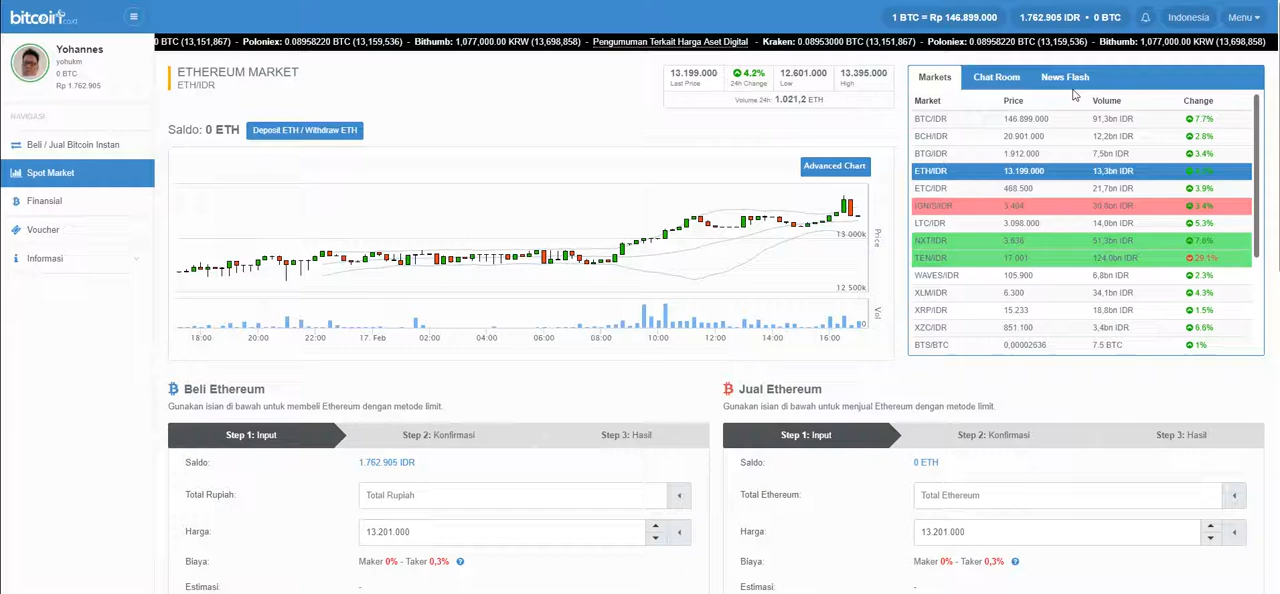 bitcoin.co.id
1 BTC = Rp 146.899.000
1.762.905 IDR • 0 BTC
Indonesia
Menu
BTC (13,151,867) - Poloniex: 0.08958220 BTC (13,159,536) - Bithumb: 1,077,000.00 KRW (13,698,858) - Pengumuman Terkait Harga Aset Digital - Kraken: 0.08953000 BTC (13,151,867) - Poloniex: 0.08958220 BTC (13,159,536) - Bithumb: 1,077,000.00 KRW (13,698,858) -
Yohannes
yohukm
0 BTC
Rp 1.762.905
NAVIGASI
Beli / Jual Bitcoin Instan
Spot Market
Finansial
Voucher
Informasi
ETHEREUM MARKET
ETH/IDR
13.199.000 4.2% 12.601.000 13.395.000
Last Price 24h Change Low High
Volume 24h: 1.021,2 ETH
Saldo: 0 ETH
Deposit ETH / Withdraw ETH
Advanced Chart
13 000k
12 500k
Price
Vol
0
18:00 20:00 22:00 17. Feb 02:00 04:00 06:00 08:00 10:00 12:00 14:00 16:00
Markets Chat Room News Flash
Market Price Volume Change
BTC/IDR 146.899.000 91,3bn IDR 7.7%
BCH/IDR 20.901.000 12,2bn IDR 2.8%
BTG/IDR 1.912.000 7,5bn IDR 3.4%
ETH/IDR 13.199.000 13,3bn IDR
ETC/IDR 468.500 21,7bn IDR 3.9%
IGNIS/IDR 3.404 39,8bn IDR 3.4%
LTC/IDR 3.098.000 14,0bn IDR 5.3%
NXT/IDR 3.636 51,3bn IDR 7.6%
TEN/IDR 17.001 124,0bn IDR 29.1%
WAVES/IDR 105.900 6,8bn IDR 2.3%
XLM/IDR 6.300 34,1bn IDR 4.3%
XRP/IDR 15.233 18,8bn IDR 1.5%
XZC/IDR 851.100 3,4bn IDR 6.6%
BTS/BTC 0,00002636 7.5 BTC 1%
Beli Ethereum
Gunakan isian di bawah untuk membeli Ethereum dengan metode limit.
Step 1: Input Step 2: Konfirmasi Step 3: Hasil
Saldo: 1.762.905 IDR
Total Rupiah: Total Rupiah
Harga: 13.201.000
Biaya: Maker 0% - Taker 0,3%
Estimasi: -
Jual Ethereum
Gunakan isian di bawah untuk menjual Ethereum dengan metode limit.
Step 1: Input Step 2: Konfirmasi Step 3: Hasil
Saldo: 0 ETH
Total Ethereum: Total Ethereum
Harga: 13.201.000
Biaya: Maker 0% - Taker 0,3%
Estimasi: -